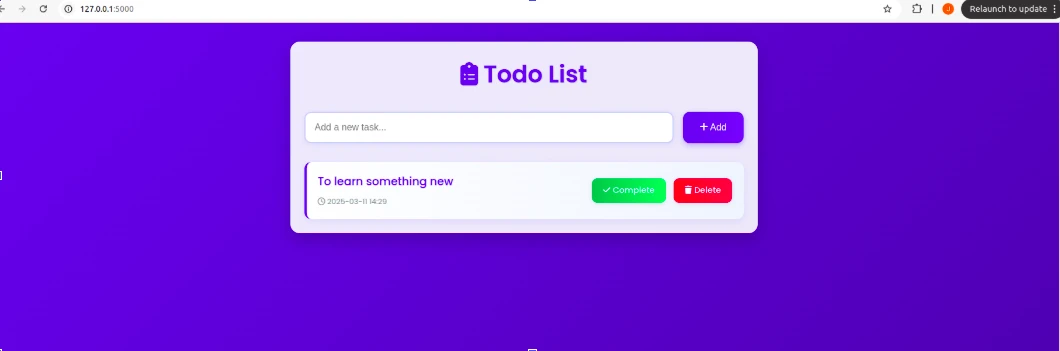 127.0.0.1:5000
Relaunch to update
J
Todo List
Add a new task...
+ Add
To learn something new
2025-03-11 14:29
Complete
Delete